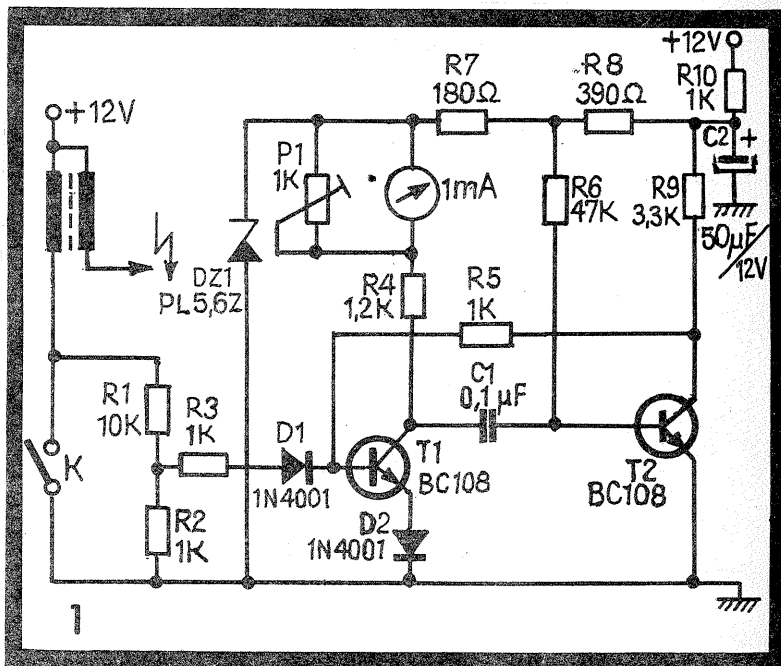 +12V
R10
1K
R7
180Ω
R8
390Ω
+12V
P1
1K
1mA
C2 +
R6
47K
R9
3,3K
50µF/12V
DZ1
PL5,6Z
R4
1,2K
R5
1K
C1
0,1 µF
R1
10K
R3
1K
D1
1N4001
T1
BC108
T2
BC108
K
R2
1K
D2
1N4001
1